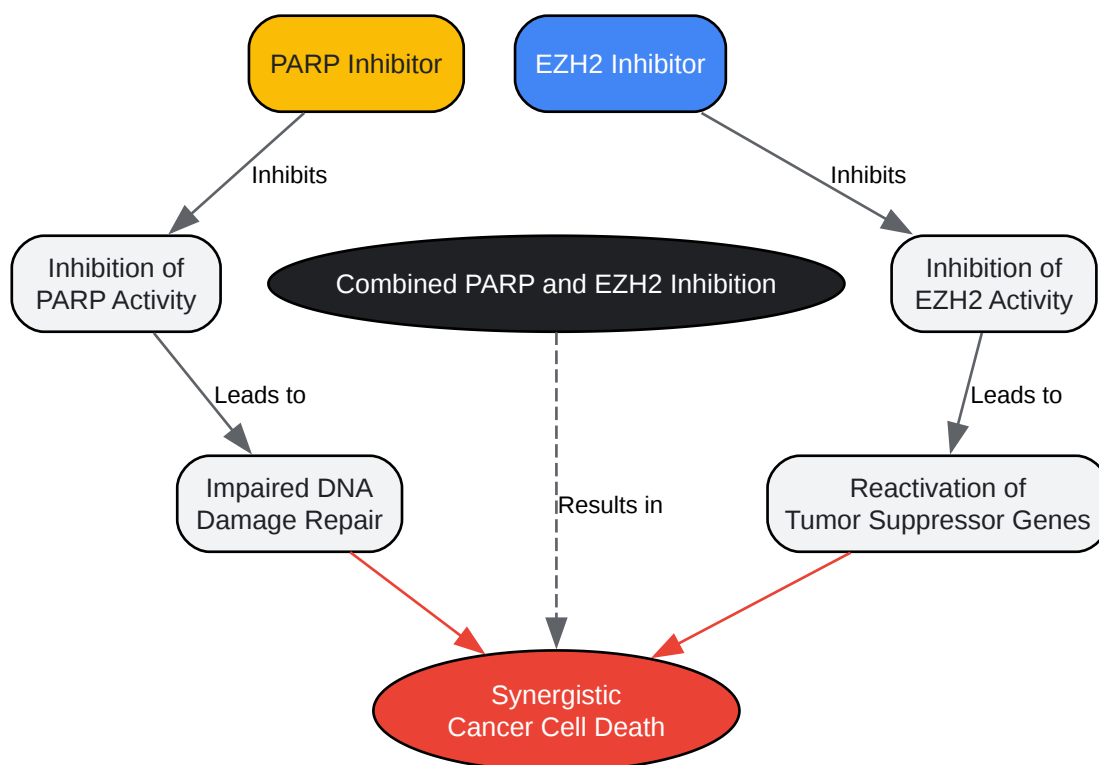 PARP Inhibitor
EZH2 Inhibitor
Inhibits
Inhibits
Inhibition of
PARP Activity
Combined PARP and EZH2 Inhibition
Inhibition of
EZH2 Activity
Leads to
Leads to
Impaired DNA
Damage Repair
Results in
Reactivation of
Tumor Suppressor Genes
Synergistic
Cancer Cell Death